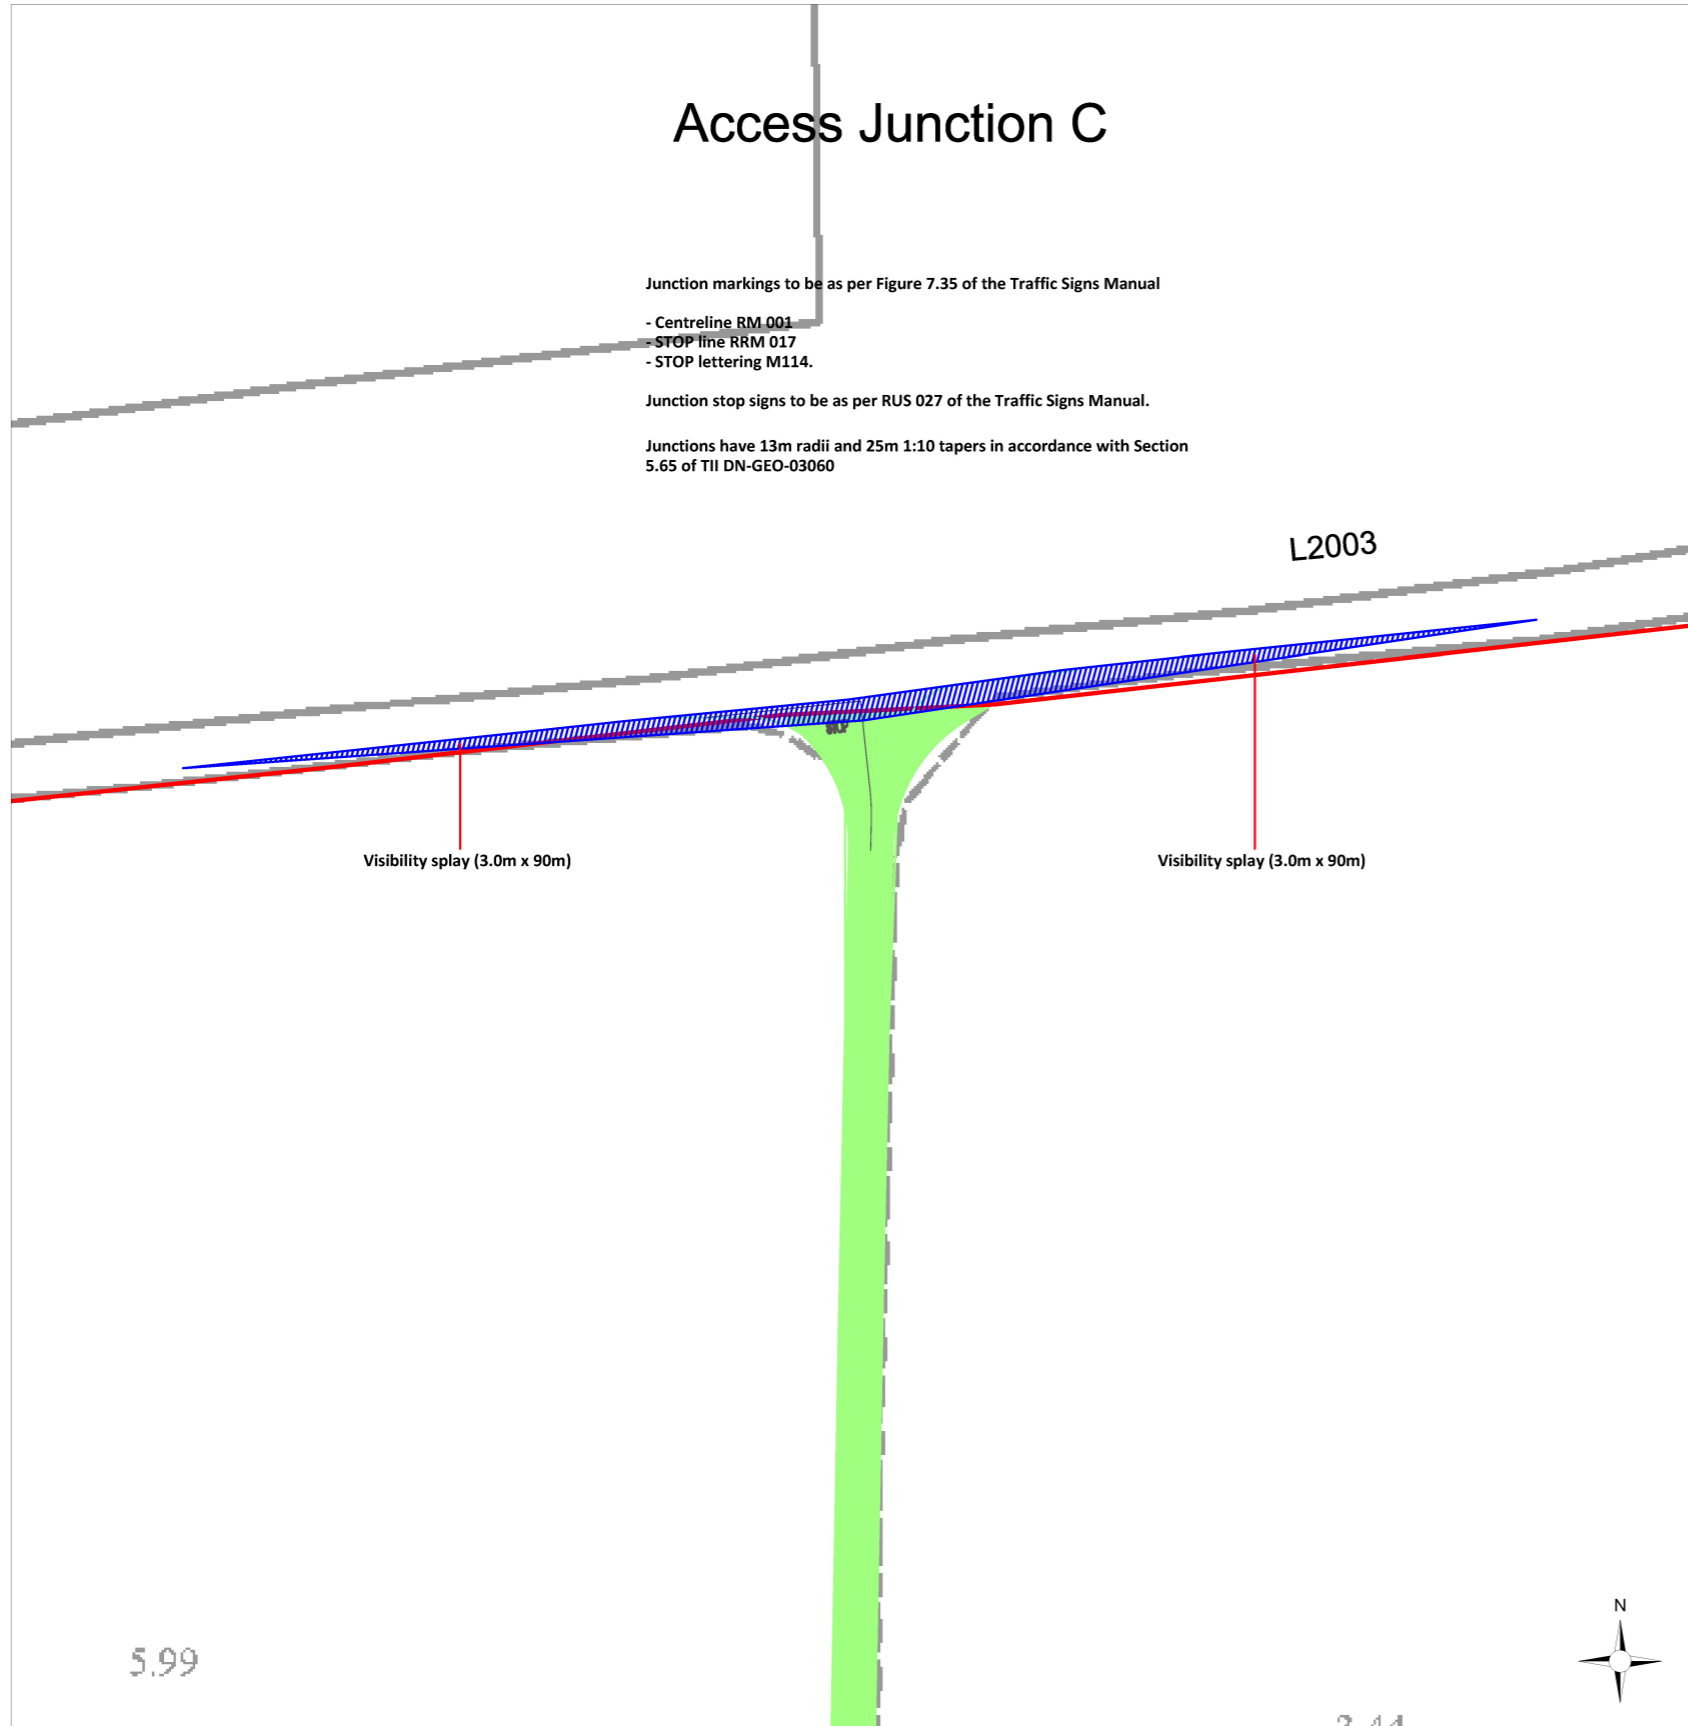 Access Junction C
Junction markings to be as per Figure 7.35 of the Traffic Signs Manual
- Centreline RM 001
- STOP line RRM 017
- STOP lettering M114.
Junction stop signs to be as per RUS 027 of the Traffic Signs Manual.
Junctions have 13m radii and 25m 1:10 tapers in accordance with Section
5.65 of TII DN-GEO-03060
L2003
Visibility splay (3.0m x 90m)
Visibility splay (3.0m x 90m)
N
5.99